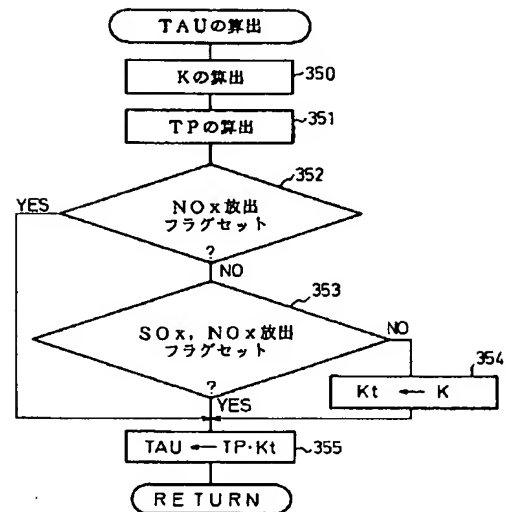 TAUの算出
Kの算出
350
TPの算出
351
352
YES
NOx放出
フラグセット
?
NO
353
SOx, NOx放出
フラグセット
?
NO
354
Kt ← K
YES
TAU ← TP·Kt
355
RETURN